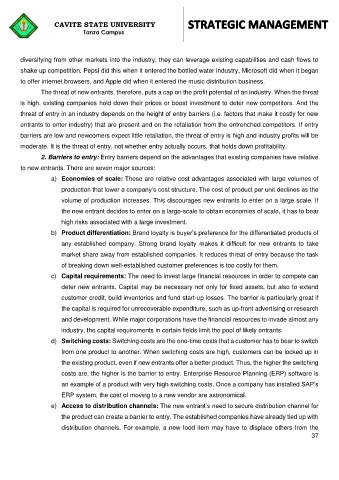 CAVITE STATE UNIVERSITY
Tanza Campus
STRATEGIC MANAGEMENT
diversifying from other markets into the industry, they can leverage existing capabilities and cash flows to
shake up competition. Pepsi did this when it entered the bottled water industry, Microsoft did when it began
to offer internet browsers, and Apple did when it entered the music distribution business.
The threat of new entrants, therefore, puts a cap on the profit potential of an industry. When the threat
is high, existing companies hold down their prices or boost investment to deter new competitors. And the
threat of entry in an industry depends on the height of entry barriers (i.e. factors that make it costly for new
entrants to enter industry) that are present and on the retaliation from the entrenched competitors. If entry
barriers are low and newcomers expect little retaliation, the threat of entry is high and industry profits will be
moderate. It is the threat of entry, not whether entry actually occurs, that holds down profitability.
2. Barriers to entry: Entry barriers depend on the advantages that existing companies have relative
to new entrants. There are seven major sources:
a) Economies of scale: These are relative cost advantages associated with large volumes of
production that lower a company's cost structure. The cost of product per unit declines as the
volume of production increases. This discourages new entrants to enter on a large scale. If
the new entrant decides to enter on a large-scale to obtain economies of scale, it has to bear
high risks associated with a large investment.
b) Product differentiation: Brand loyalty is buyer's preference for the differentiated products of
any established company. Strong brand loyalty makes it difficult for new entrants to take
market share away from established companies. It reduces threat of entry because the task
of breaking down well-established customer preferences is too costly for them.
c) Capital requirements: The need to invest large financial resources in order to compete can
deter new entrants. Capital may be necessary not only for fixed assets, but also to extend
customer credit, build inventories and fund start-up losses. The barrier is particularly great if
the capital is required for unrecoverable expenditure, such as up-front advertising or research
and development. While major corporations have the financial resources to invade almost any
industry, the capital requirements in certain fields limit the pool of likely entrants.
d) Switching costs: Switching costs are the one-time costs that a customer has to bear to switch
from one product to another. When switching costs are high, customers can be locked up in
the existing product, even if new entrants offer a better product. Thus, the higher the switching
costs are, the higher is the barrier to entry. Enterprise Resource Planning (ERP) software is
an example of a product with very high switching costs. Once a company has installed SAP's
ERP system, the cost of moving to a new vendor are astronomical.
e) Access to distribution channels: The new entrant's need to secure distribution channel for
the product can create a barrier to entry. The established companies have already tied up with
distribution channels. For example, a new food item may have to displace others from the
37